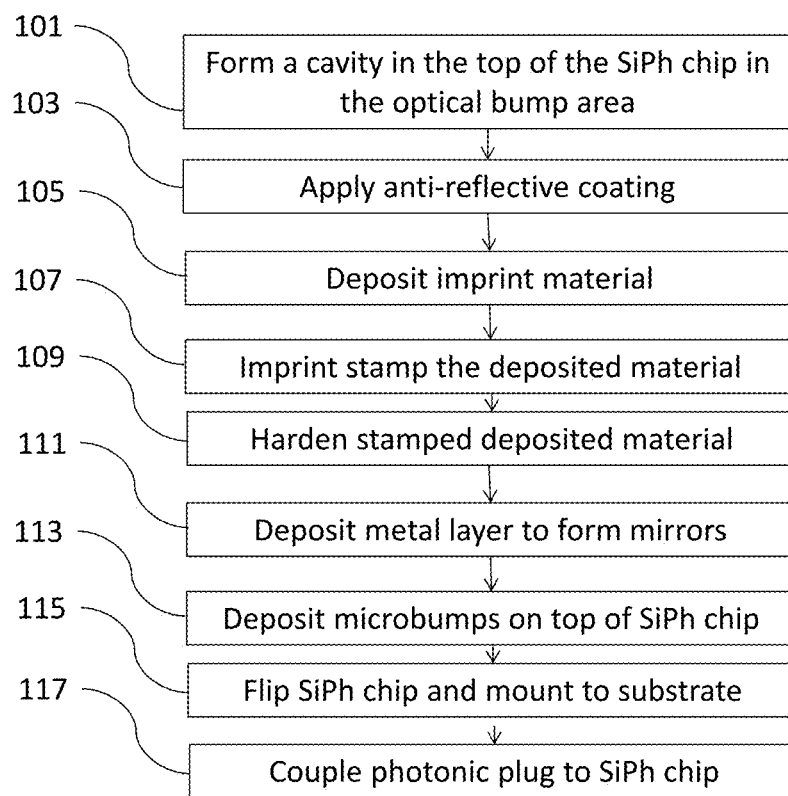 101
Form a cavity in the top of the SiPh chip in
the optical bump area
103
Apply anti-reflective coating
105
Deposit imprint material
107
Imprint stamp the deposited material
109
Harden stamped deposited material
111
Deposit metal layer to form mirrors
113
Deposit microbumps on top of SiPh chip
115
Flip SiPh chip and mount to substrate
117
Couple photonic plug to SiPh chip